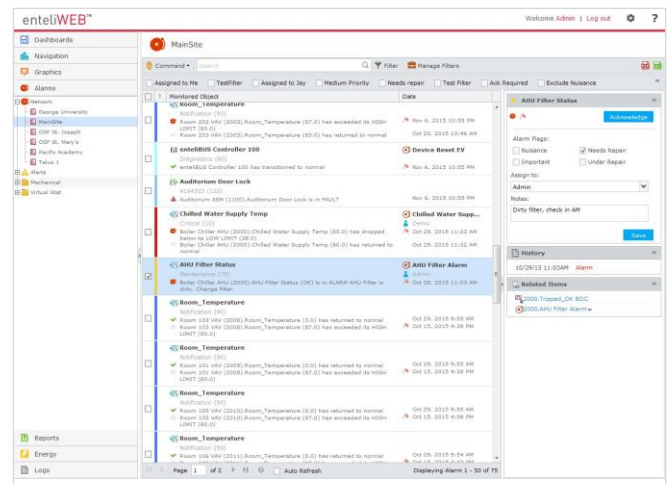 enteliWEB™
Welcome Admin | Log out
Dashboards
Navigation
Graphics
Alarms
Network
George University
MainSite
OSF St. Joseph
OSF St. Mary's
Pacific Academy
Telus 1
Alerts
Mechanical
Virtual Stat
Reports
Energy
Logs
MainSite
Command
Search
Filter
Manage Filters
Assigned to Me
TestFilter
Assigned to Jay
Medium Priority
Needs repair
Test Filter
Ack Required
Exclude Nuisance
! Monitored Object Date
Room_Temperature
Notification (90)
Room 203 VAV (2003).Room_Temperature (87.0) has exceeded its HIGH Nov 6, 2015 10:55 PM
LIMIT (80.0)
Room 203 VAV (2003).Room_Temperature (65.0) has returned to normal Oct 20, 2015 10:46 AM
enteliBUS Controller 100 Device Reset EV
Diagnostics (90)
enteliBUS Controller 100 has transitioned to normal Nov 4, 2015 10:55 PM
Auditorium Door Lock
4194303 (120)
Auditorium ASM (1100).Auditorium Door Lock is in FAULT Nov 6, 2015 10:55 PM
Chilled Water Supply Temp Chilled Water Supp...
Critical (10) Demo
Boiler Chiller AHU (2000).Chilled Water Supply Temp (80.0) has dropped Oct 29, 2015 11:32 AM
below its LOW LIMIT (36.0)
Boiler Chiller AHU (2000).Chilled Water Supply Temp (80.0) has returned to Oct 29, 2015 11:32 AM
normal
AHU Filter Status AHU Filter Alarm
Maintenance (70) Admin
Boiler Chiller AHU (2000).AHU Filter Status (OK) is in ALARM AHU Filter is Oct 29, 2015 11:03 AM
dirty. Change filter.
Room_Temperature
Notification (90)
Room 103 VAV (2008).Room_Temperature (0.0) has returned to normal Oct 29, 2015 9:55 AM
Room 103 VAV (2008).Room_Temperature (87.0) has exceeded its HIGH Oct 15, 2015 4:38 PM
LIMIT (80.0)
Room_Temperature
Notification (90)
Room 101 VAV (2009).Room_Temperature (0.0) has returned to normal Oct 29, 2015 9:55 AM
Room 101 VAV (2009).Room_Temperature (87.0) has exceeded its HIGH Oct 15, 2015 4:38 PM
LIMIT (80.0)
Room_Temperature
Notification (90)
Room 105 VAV (2010).Room_Temperature (0.0) has returned to normal Oct 29, 2015 9:55 AM
Room 105 VAV (2010).Room_Temperature (87.0) has exceeded its HIGH Oct 15, 2015 4:38 PM
LIMIT (80.0)
Room_Temperature
Notification (90)
Room 106 VAV (2011).Room_Temperature (0.0) has returned to normal Oct 29, 2015 9:54 AM
Page 1 of 2 Auto Refresh Displaying Alarm 1 - 50 of 75
AHU Filter Status
Acknowledge
Alarm Flags:
Nuisance
Needs Repair
Important
Under Repair
Assign to:
Admin
Notes:
Dirty filter, check in AM
Save
History
10/29/15 11:03AM Alarm
Related Items
2000.Tripped_OK BDC
2000.AHU Filter Alarm